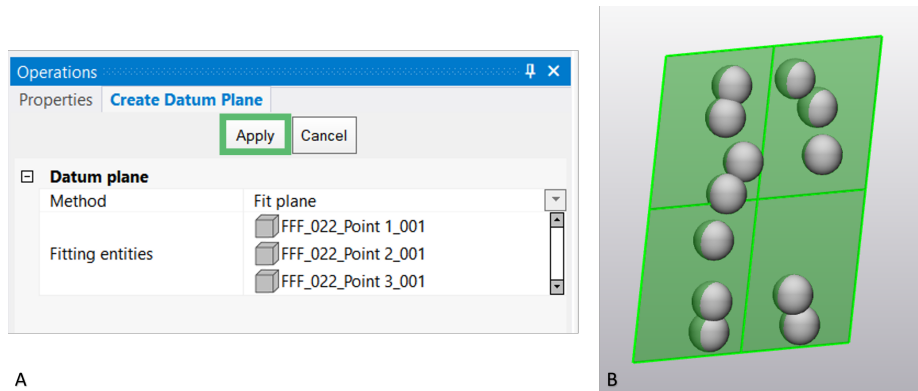 Operations
Properties Create Datum Plane
Apply Cancel
Datum plane
Method Fit plane
FFF_022_Point 1_001
Fitting entities FFF_022_Point 2_001
FFF_022_Point 3_001
A
B